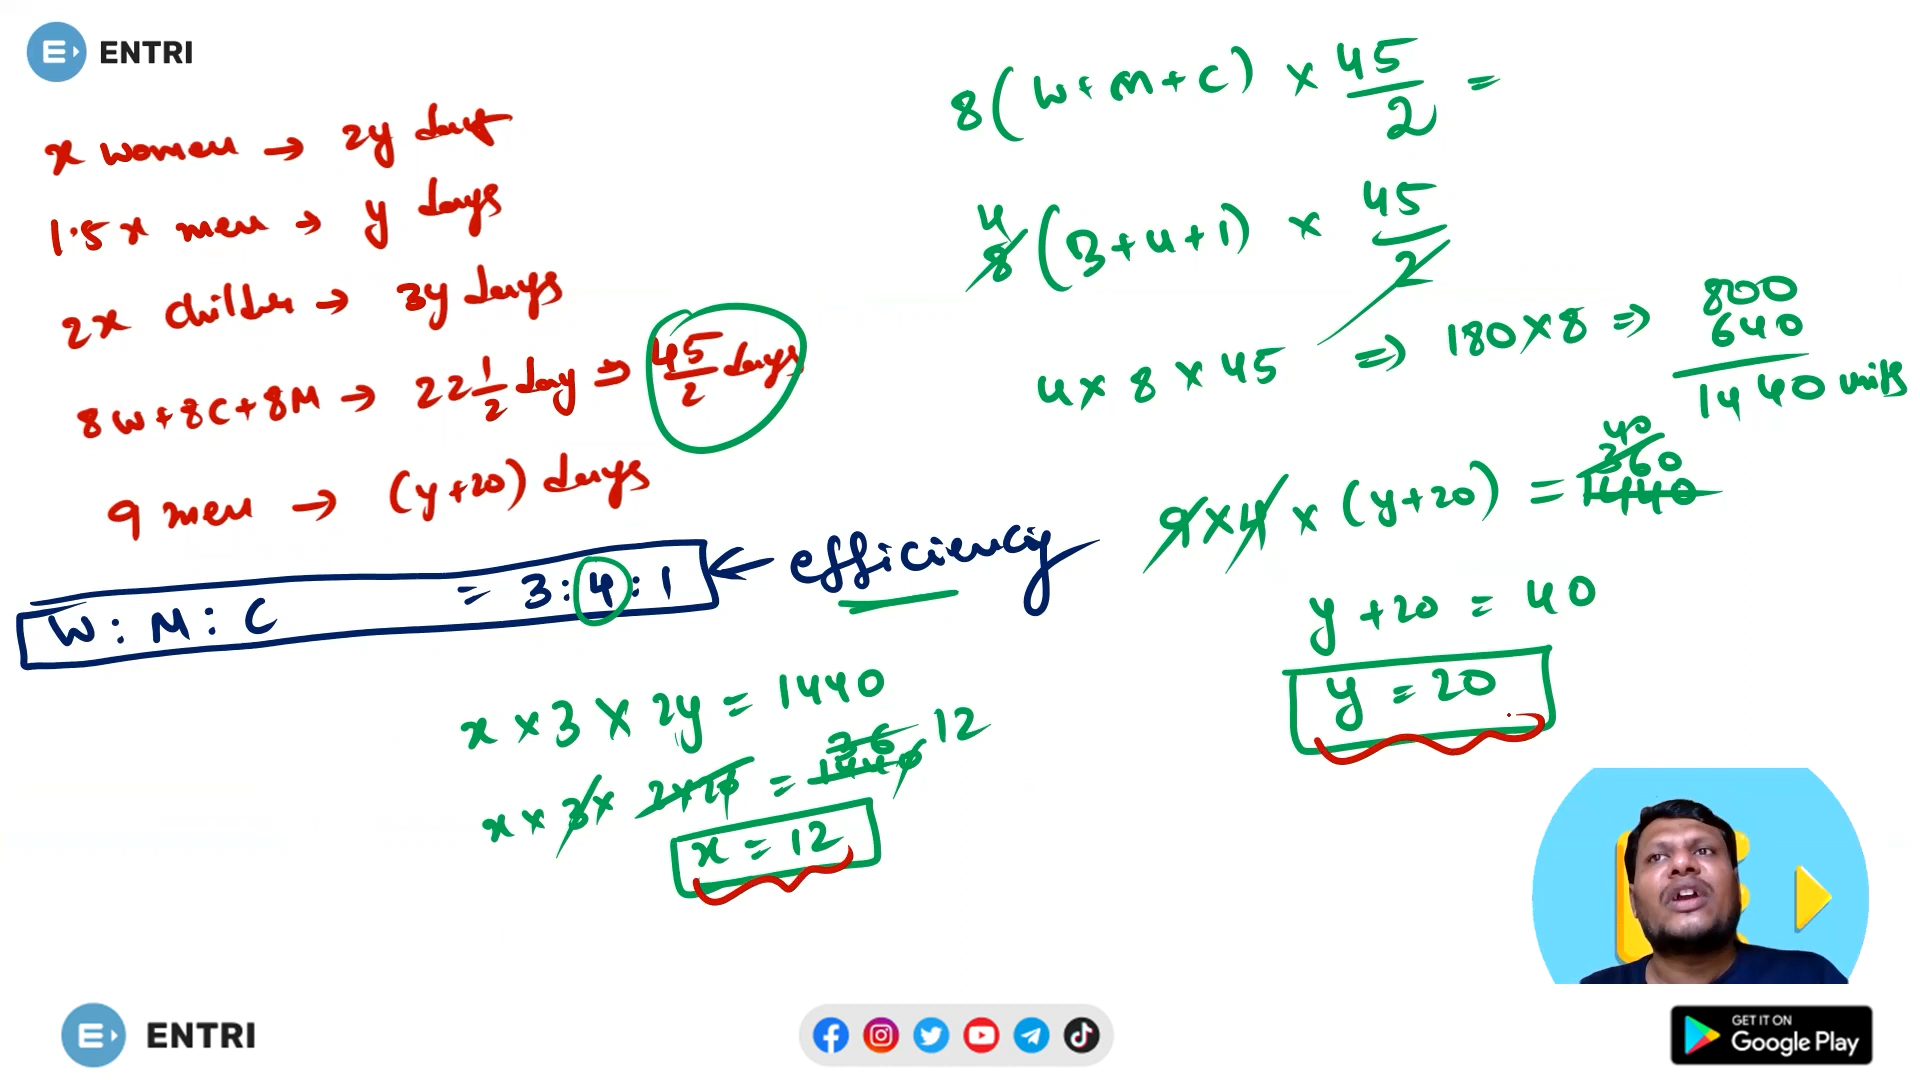 ENTRI
x women → 2y days
1.5x men → y days
2x children → 3y days
8W+8C+8M → 22 1/2 day => 45/2 days
9 men → (y+20) days
W : M : C = 3 : 4 : 1 ← efficiency
8(W+M+C) × 45/2 =
4
8(3+4+1) × 45/2
4 × 8 × 45 => 180×8 => 800
640
1440 units
40
360
9×4×(y+20) = 1440
y+20 = 40
y = 20
x × 3 × 2y = 1440
36 12
x × 3 × 2×20 = 1440
x = 12
ENTRI
GET IT ON
Google Play